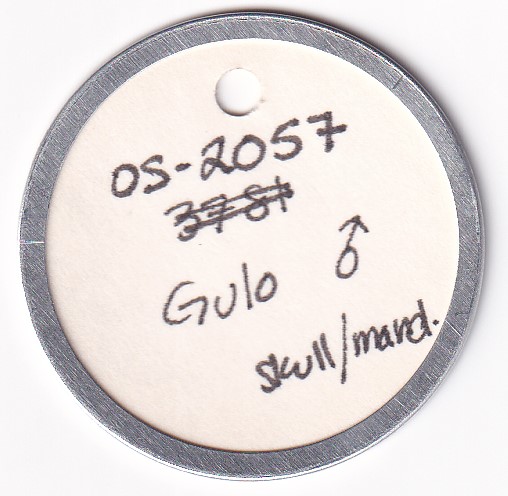 OS-2057
3781
Gulo ♂
skull/mand.